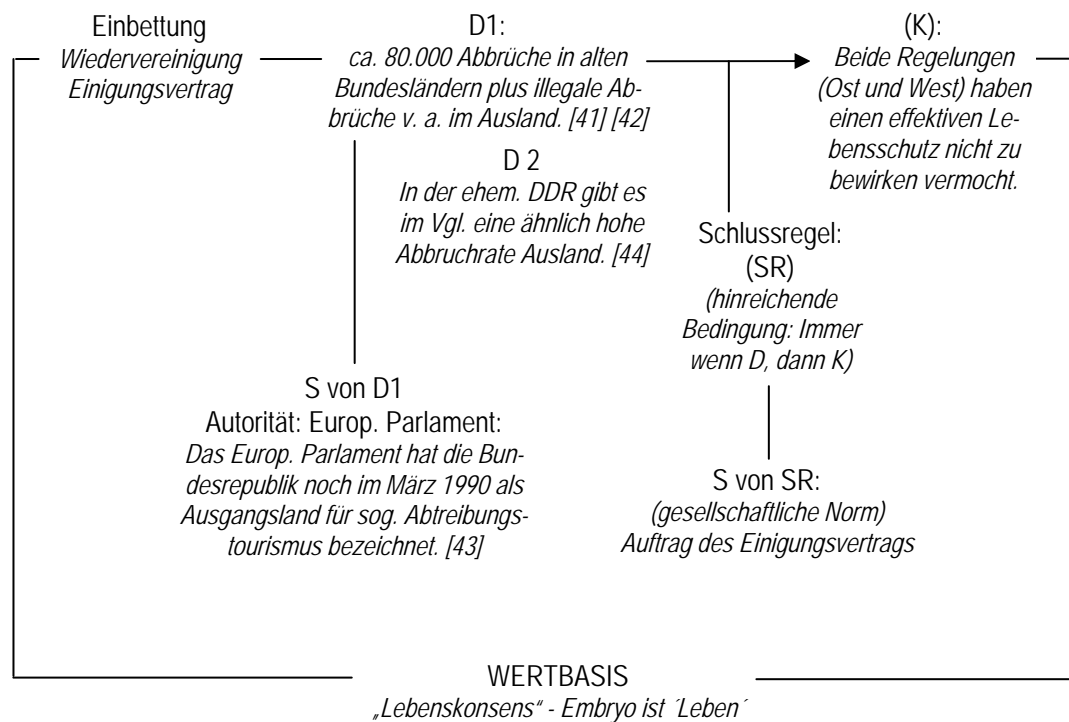 Einbettung
Wiedervereinigung
Einigungsvertrag
D1:
ca. 80.000 Abbrüche in alten
Bundesländern plus illegale Ab-
brüche v. a. im Ausland. [41] [42]
D 2
In der ehem. DDR gibt es
im Vgl. eine ähnlich hohe
Abbruchrate Ausland. [44]
(K):
Beide Regelungen
(Ost und West) haben
einen effektiven Le-
bensschutz nicht zu
bewirken vermocht.
Schlussregel:
(SR)
(hinreichende
Bedingung: Immer
wenn D, dann K)
S von D1
Autorität: Europ. Parlament:
Das Europ. Parlament hat die Bun-
desrepublik noch im März 1990 als
Ausgangsland für sog. Abtreibungs-
tourismus bezeichnet. [43]
S von SR:
(gesellschaftliche Norm)
Auftrag des Einigungsvertrags
WERTBASIS
„Lebenskonsens“ - Embryo ist ´Leben´